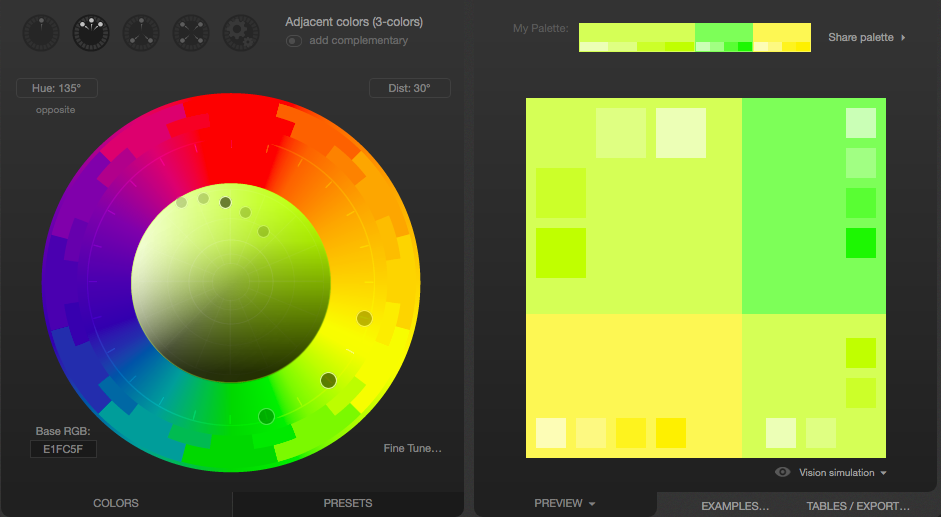 Adjacent colors (3-colors)
add complementary
My Palette:
Share palette
Hue: 135°
Dist: 30°
opposite
Base RGB:
E1FC5F
Fine Tune...
Vision simulation
COLORS
PRESETS
PREVIEW
EXAMPLES...
TABLES / EXPORT...